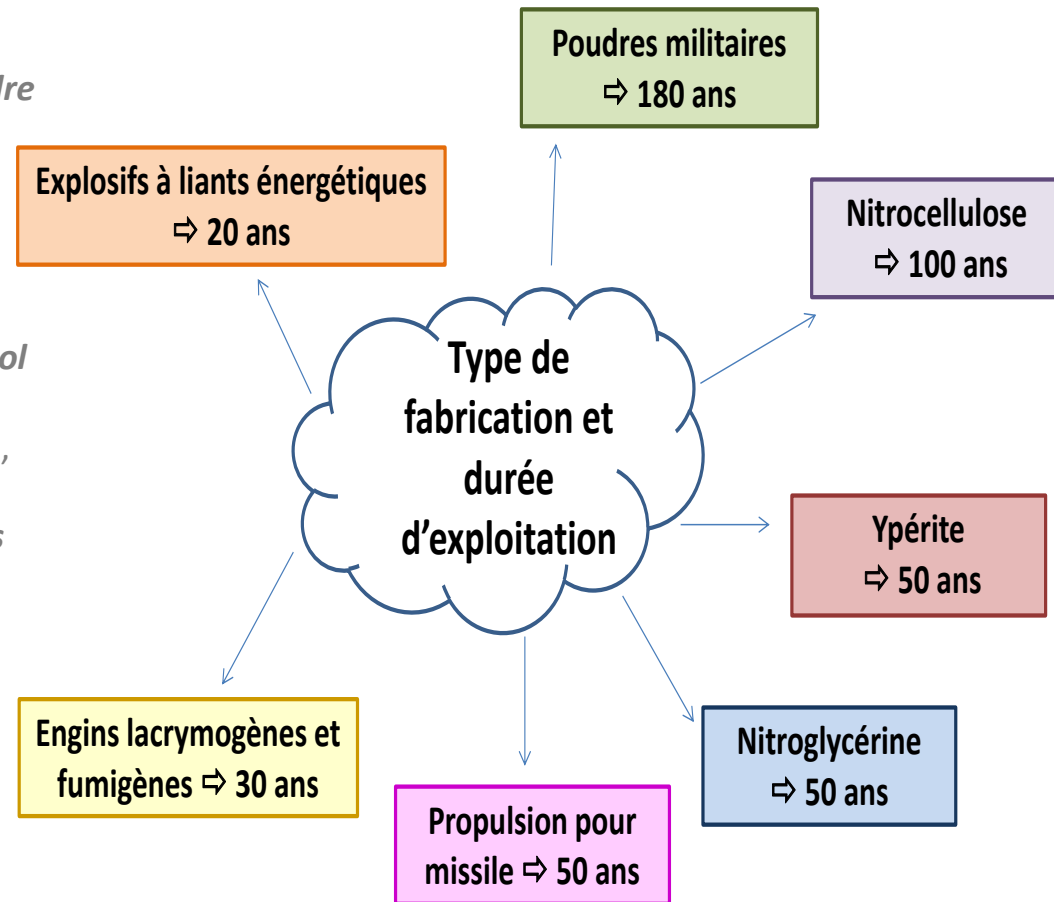 Poudres militaires
⇨ 180 ans
Explosifs à liants énergétiques
⇨ 20 ans
Nitrocellulose
⇨ 100 ans
Type de
fabrication et
durée
d’exploitation
Ypérite
⇨ 50 ans
Engins lacrymogènes et
fumigènes ⇨ 30 ans
Nitroglycérine
⇨ 50 ans
Propulsion pour
missile ⇨ 50 ans